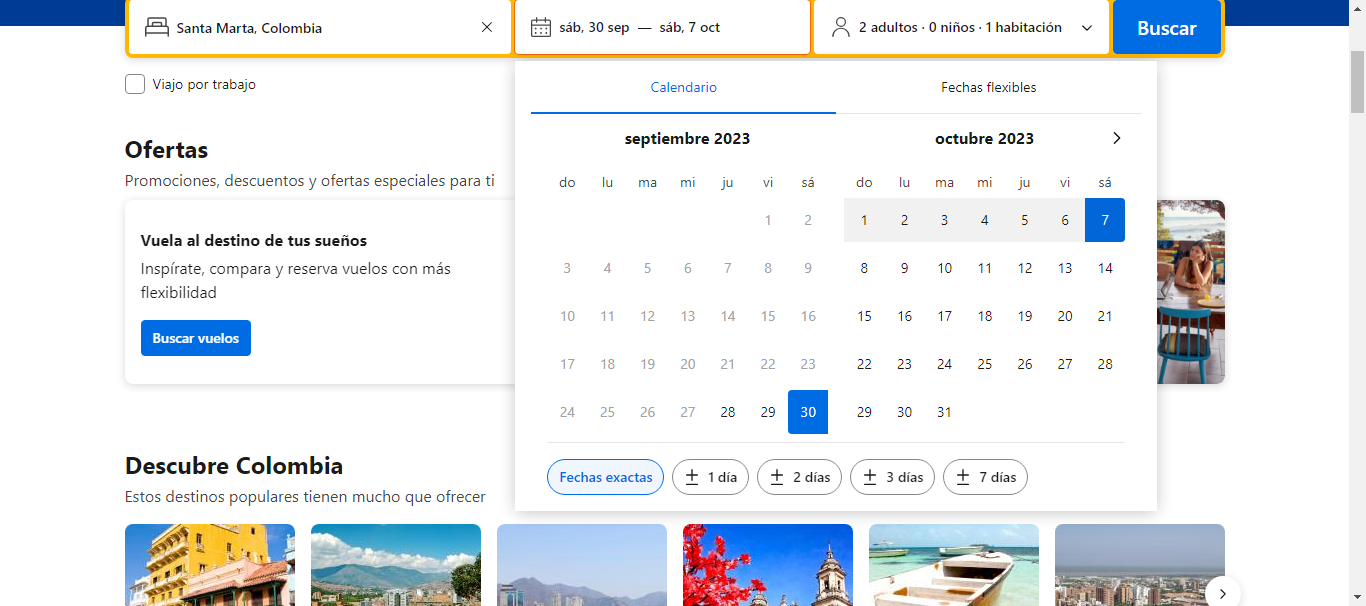 Santa Marta, Colombia
sáb, 30 sep — sáb, 7 oct
2 adultos · 0 niños · 1 habitación
Buscar
Viajo por trabajo
Calendario
Fechas flexibles
septiembre 2023
do lu ma mi ju vi sá
1 2
3 4 5 6 7 8 9
10 11 12 13 14 15 16
17 18 19 20 21 22 23
24 25 26 27 28 29 30
octubre 2023
do lu ma mi ju vi sá
1 2 3 4 5 6 7
8 9 10 11 12 13 14
15 16 17 18 19 20 21
22 23 24 25 26 27 28
29 30 31
Fechas exactas
± 1 día
± 2 días
± 3 días
± 7 días
Ofertas
Promociones, descuentos y ofertas especiales para ti
Vuela al destino de tus sueños
Inspírate, compara y reserva vuelos con más
flexibilidad
Buscar vuelos
Descubre Colombia
Estos destinos populares tienen mucho que ofrecer